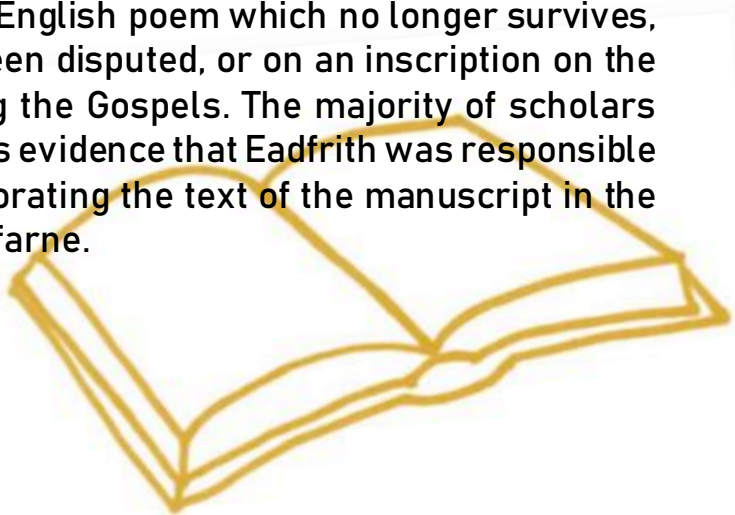 English poem which no longer survives,
een disputed, or on an inscription on the
g the Gospels. The majority of scholars
s evidence that Eadfrith was responsible
orating the text of the manuscript in the
farne.